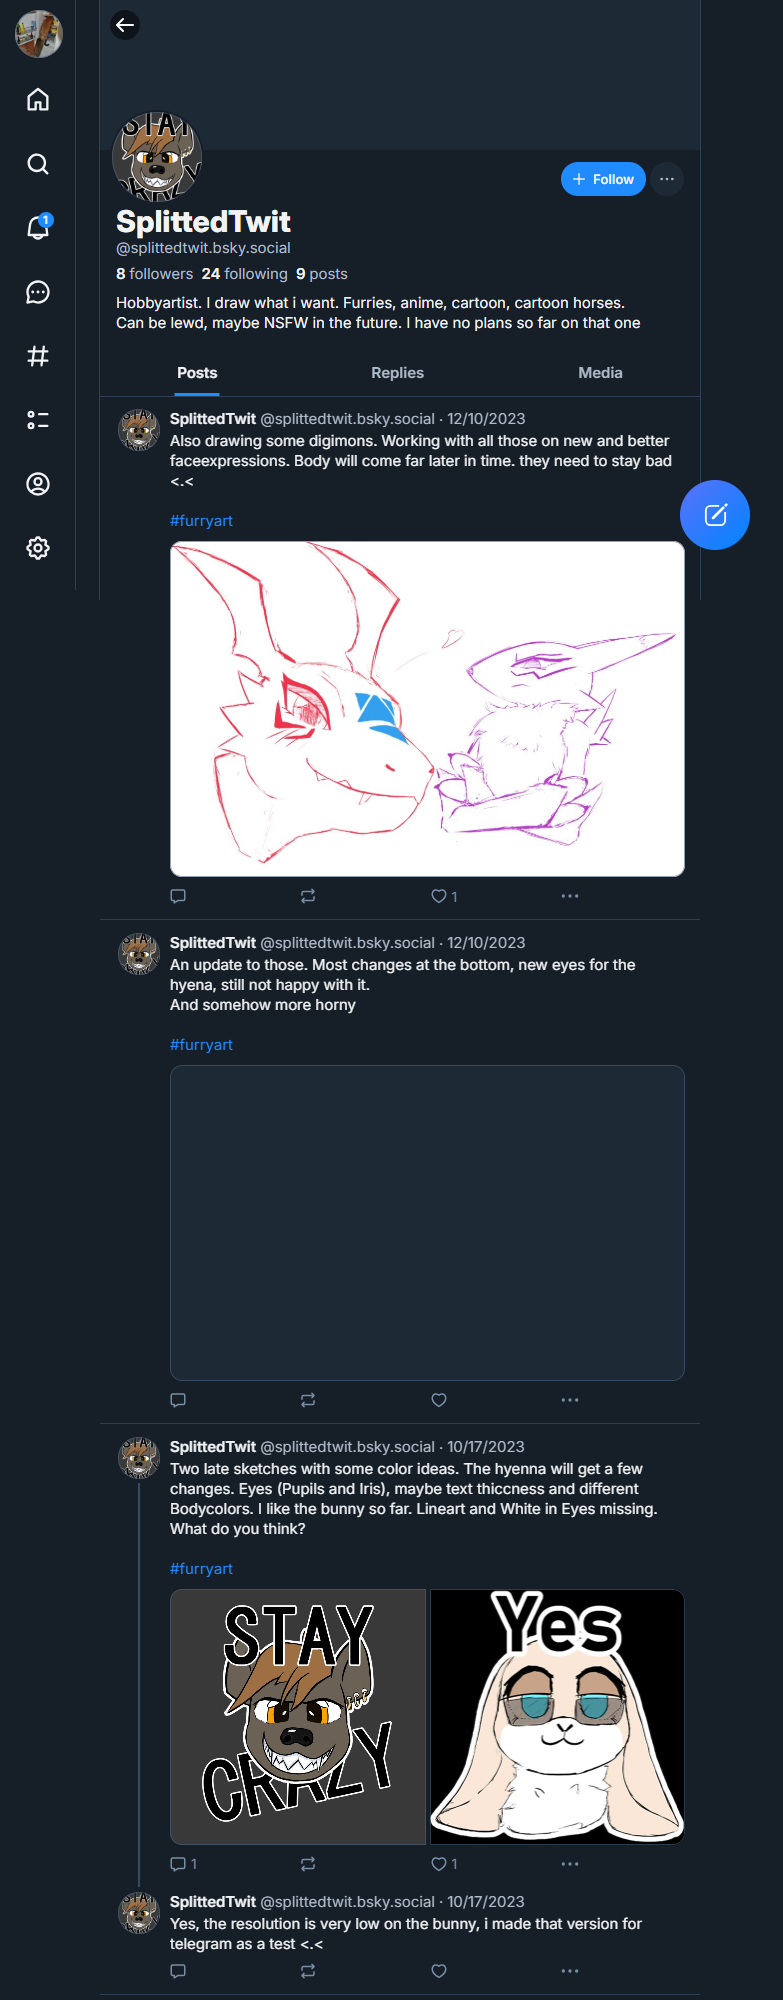 STAY
CRAZY
1
+ Follow
SplittedTwit
@splittedtwit.bsky.social
8 followers 24 following 9 posts
Hobbyartist. I draw what i want. Furries, anime, cartoon, cartoon horses.
Can be lewd, maybe NSFW in the future. I have no plans so far on that one
Posts Replies Media
SplittedTwit @splittedtwit.bsky.social · 12/10/2023
Also drawing some digimons. Working with all those on new and better
faceexpressions. Body will come far later in time. they need to stay bad
<.<
#furryart
1
SplittedTwit @splittedtwit.bsky.social · 12/10/2023
An update to those. Most changes at the bottom, new eyes for the
hyena, still not happy with it.
And somehow more horny
#furryart
SplittedTwit @splittedtwit.bsky.social · 10/17/2023
Two late sketches with some color ideas. The hyenna will get a few
changes. Eyes (Pupils and Iris), maybe text thiccness and different
Bodycolors. I like the bunny so far. Lineart and White in Eyes missing.
What do you think?
#furryart
STAY
CRAZY
Yes
1 1
SplittedTwit @splittedtwit.bsky.social · 10/17/2023
Yes, the resolution is very low on the bunny, i made that version for
telegram as a test <.<